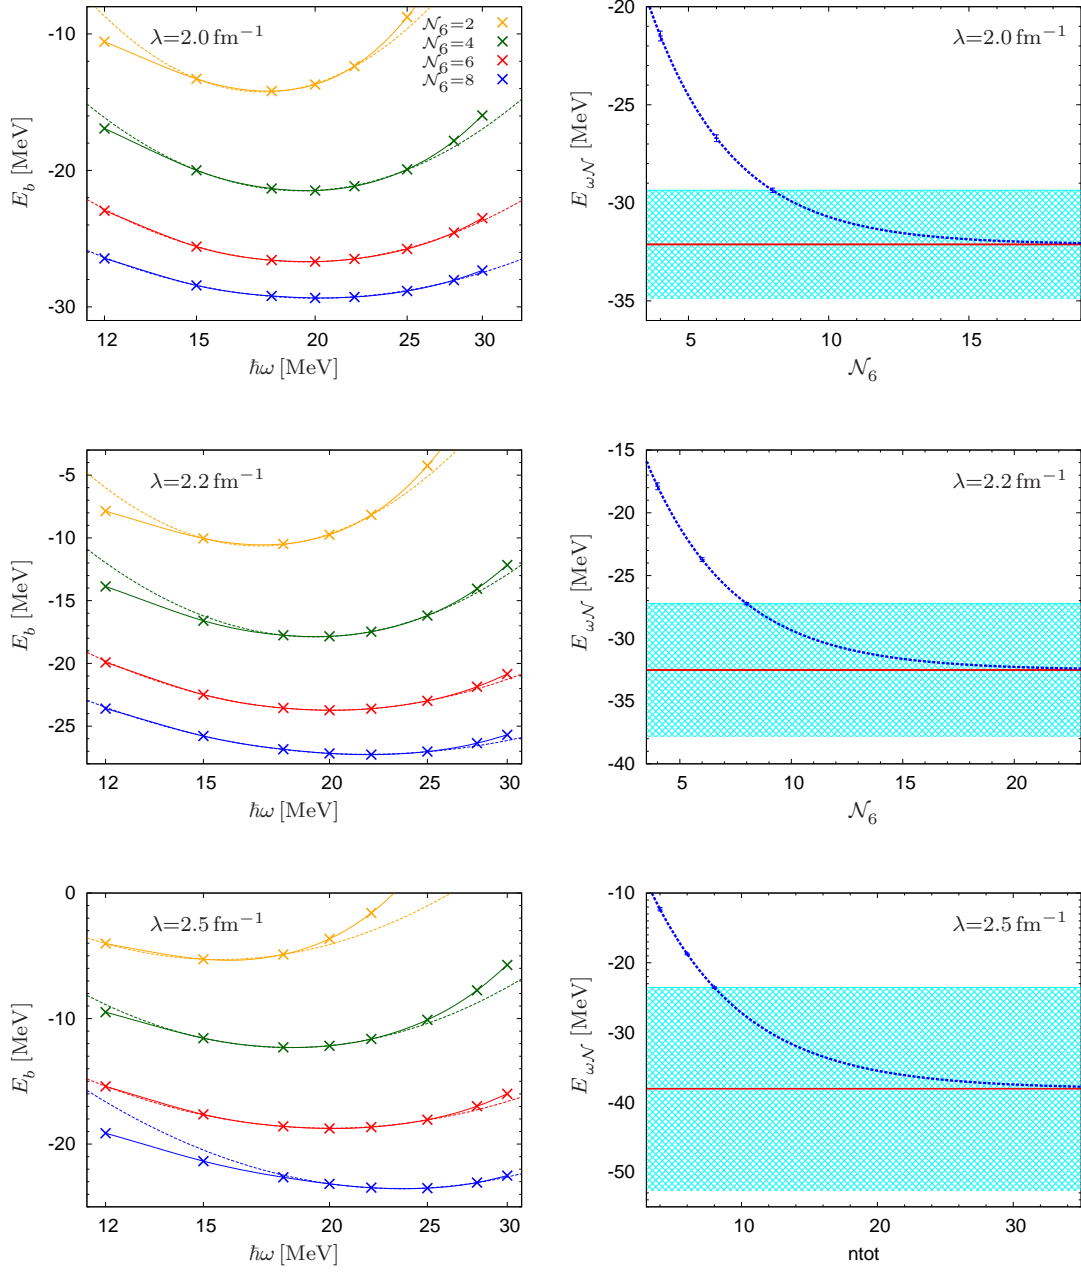 λ=2.0 fm⁻¹
𝒩₆=2
𝒩₆=4
𝒩₆=6
𝒩₆=8
-10
-20
-30
E_b [MeV]
12 15 20 25 30
ħω [MeV]
λ=2.0 fm⁻¹
-20
-25
-30
-35
E_ω𝒩 [MeV]
5 10 15
𝒩₆
λ=2.2 fm⁻¹
-5
-10
-15
-20
-25
E_b [MeV]
12 15 20 25 30
ħω [MeV]
λ=2.2 fm⁻¹
-15
-20
-25
-30
-35
-40
E_ω𝒩 [MeV]
5 10 15 20
𝒩₆
λ=2.5 fm⁻¹
0
-10
-20
E_b [MeV]
12 15 20 25 30
ħω [MeV]
λ=2.5 fm⁻¹
-10
-20
-30
-40
-50
E_ω𝒩 [MeV]
10 20 30
ntot